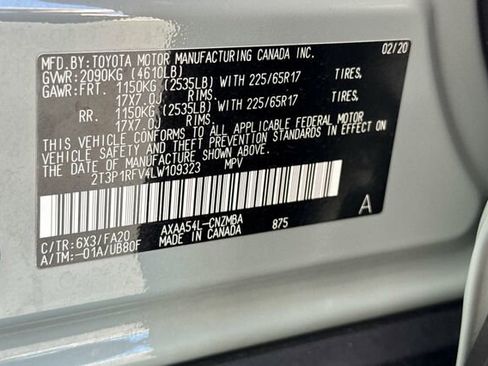 MFD.BY:TOYOTA MOTOR MANUFACTURING CANADA INC. 02/20
GVWR:2090KG (4610LB)
GAWR:FRT. 1150KG (2535LB) WITH 225/65R17 TIRES,
17X7.0J RIMS.
RR. 1150KG (2535LB) WITH 225/65R17 TIRES,
17X7.0J RIMS.
THIS VEHICLE CONFORMS TO ALL APPLICABLE FEDERAL MOTOR
VEHICLE SAFETY AND THEFT PREVENTION STANDARDS IN EFFECT ON
THE DATE OF MANUFACTURE SHOWN ABOVE.
2T3P1RFV4LW109323 MPV
C/TR:6X3/FA20 AXAA54L-CNZMBA 875 A
A/TM:-01A/UB80F MADE IN CANADA